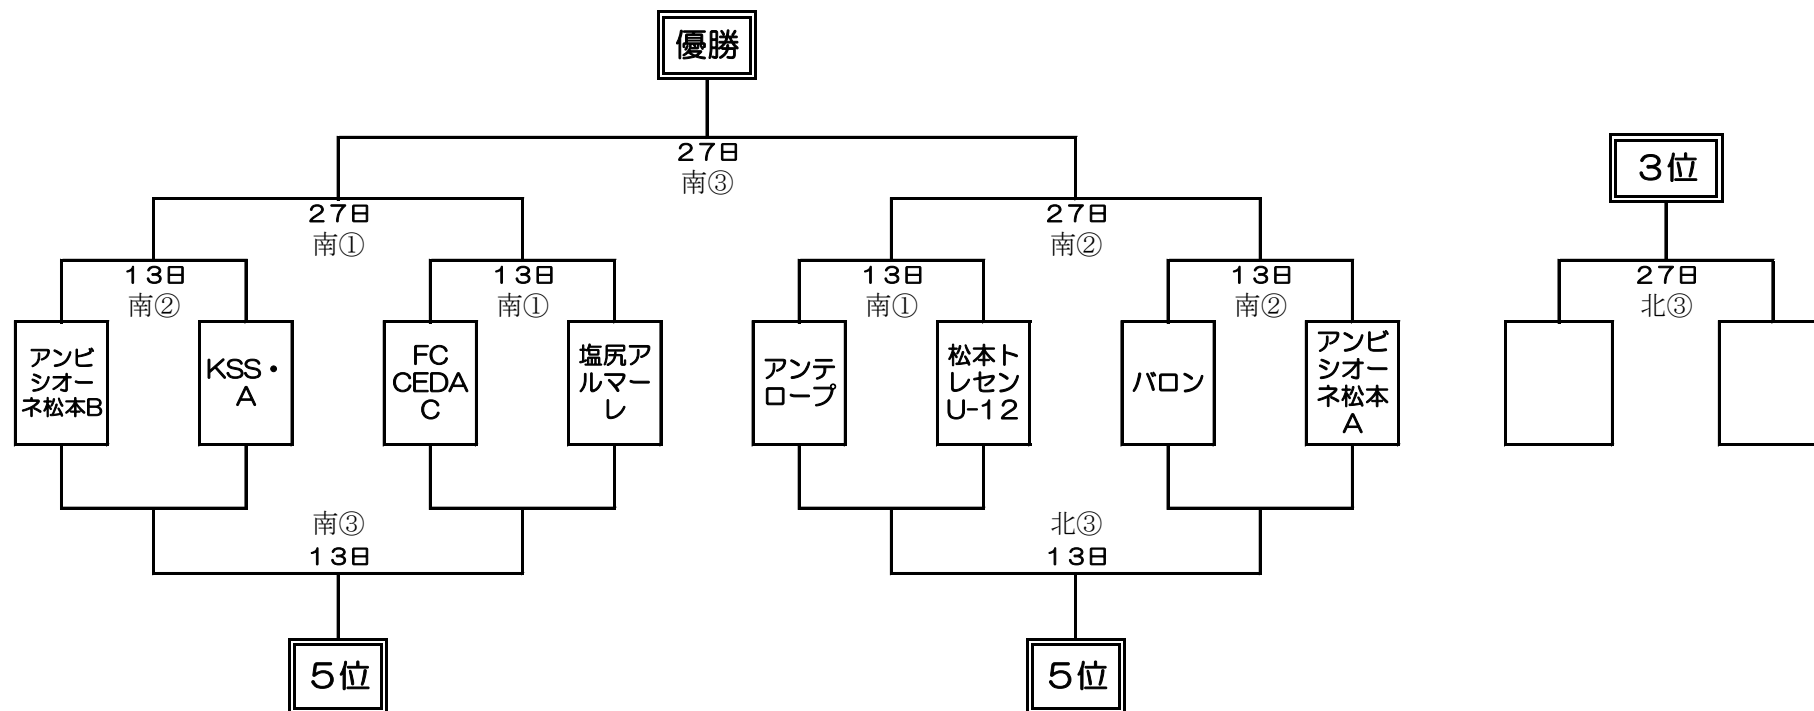 優勝
27日
南③
3位
27日
南①
27日
南②
13日
南②
13日
南①
13日
南①
13日
南②
27日
北③
アンビ
シオー
ネ松本B
KSS・
A
FC
CEDA
C
塩尻ア
ルマー
レ
アンテ
ロープ
松本ト
レセン
U-12
バロン
アンビ
シオー
ネ松本
A
南③
13日
北③
13日
5位
5位